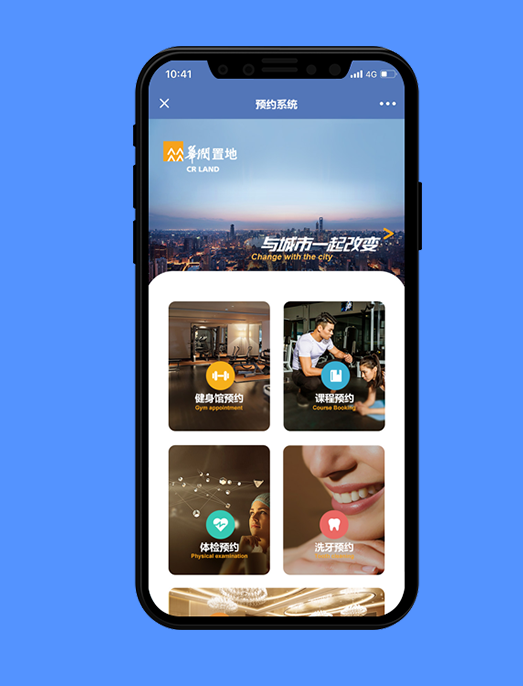 10:41
4G
预约系统
华润置地
CR LAND
与城市一起改变
Change with the city
健身馆预约
Gym appointment
课程预约
Course Booking
体检预约
Physical examination
洗牙预约